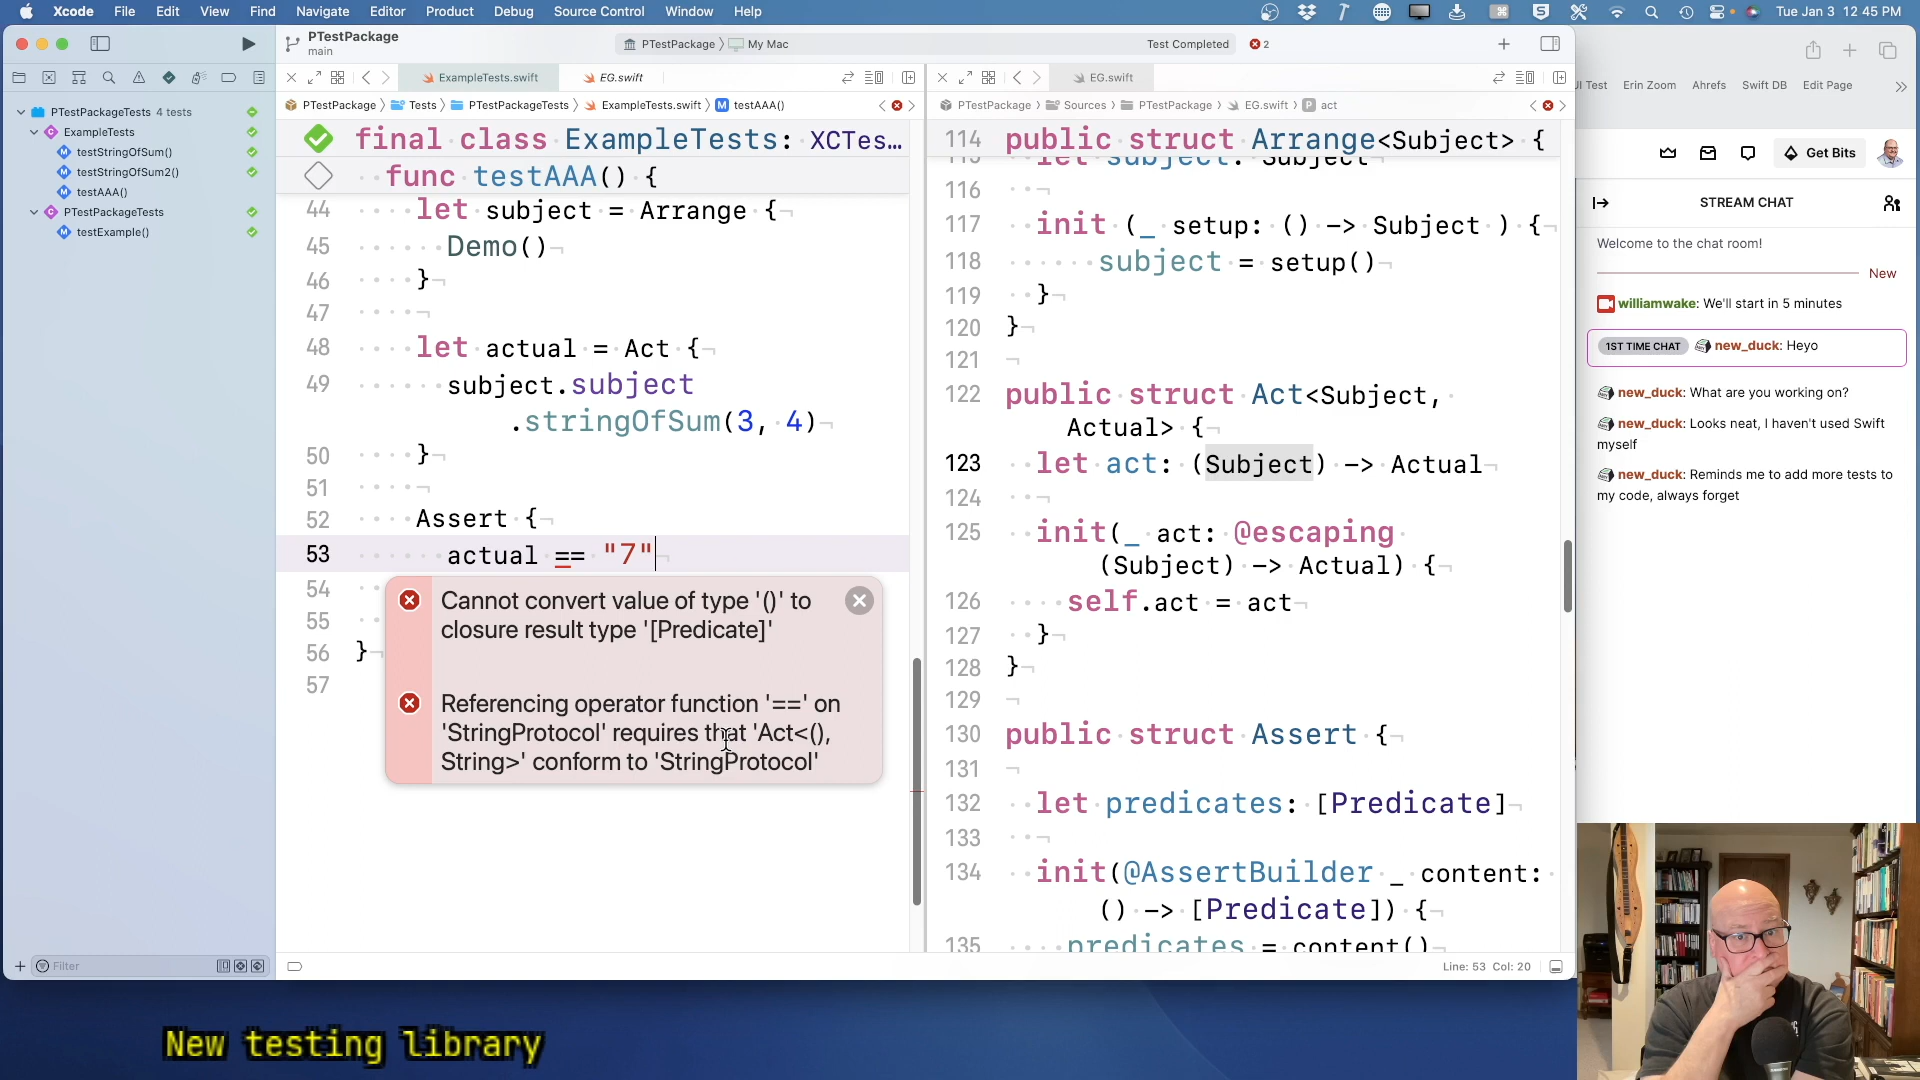 Xcode File Edit View Find Navigate Editor Product Debug Source Control Window Help
Tue Jan 3 12:45 PM
PTestPackage
main
PTestPackage My Mac
Test Completed 2
ExampleTests.swift
EG.swift
EG.swift
PTestPackage Tests PTestPackageTests ExampleTests.swift M testAAA()
PTestPackage Sources PTestPackage EG.swift P act
PTestPackageTests 4 tests
C ExampleTests
M testStringOfSum()
M testStringOfSum2()
M testAAA()
C PTestPackageTests
M testExample()
Filter
final class ExampleTests: XCTes…
func testAAA() {
44 let subject = Arrange {
45 Demo()
46 }
47
48 let actual = Act {
49 subject.subject
.stringOfSum(3, 4)
50 }
51
52 Assert {
53 actual == "7"
54
55
56 }
57
Cannot convert value of type '()' to
closure result type '[Predicate]'
Referencing operator function '==' on
'StringProtocol' requires that 'Act<(),
String>' conform to 'StringProtocol'
114 public struct Arrange<Subject> {
115 let subject: Subject
116
117 init (_ setup: () -> Subject ) {
118 subject = setup()
119 }
120 }
121
122 public struct Act<Subject,
Actual> {
123 let act: (Subject) -> Actual
124
125 init(_ act: @escaping
(Subject) -> Actual) {
126 self.act = act
127 }
128 }
129
130 public struct Assert {
131
132 let predicates: [Predicate]
133
134 init(@AssertBuilder _ content:
() -> [Predicate]) {
135 predicates = content()
Line: 53 Col: 20
UI Test Erin Zoom Ahrefs Swift DB Edit Page
Get Bits
STREAM CHAT
Welcome to the chat room!
New
williamwake: We'll start in 5 minutes
1ST TIME CHAT new_duck: Heyo
new_duck: What are you working on?
new_duck: Looks neat, I haven't used Swift
myself
new_duck: Reminds me to add more tests to
my code, always forget
New testing library